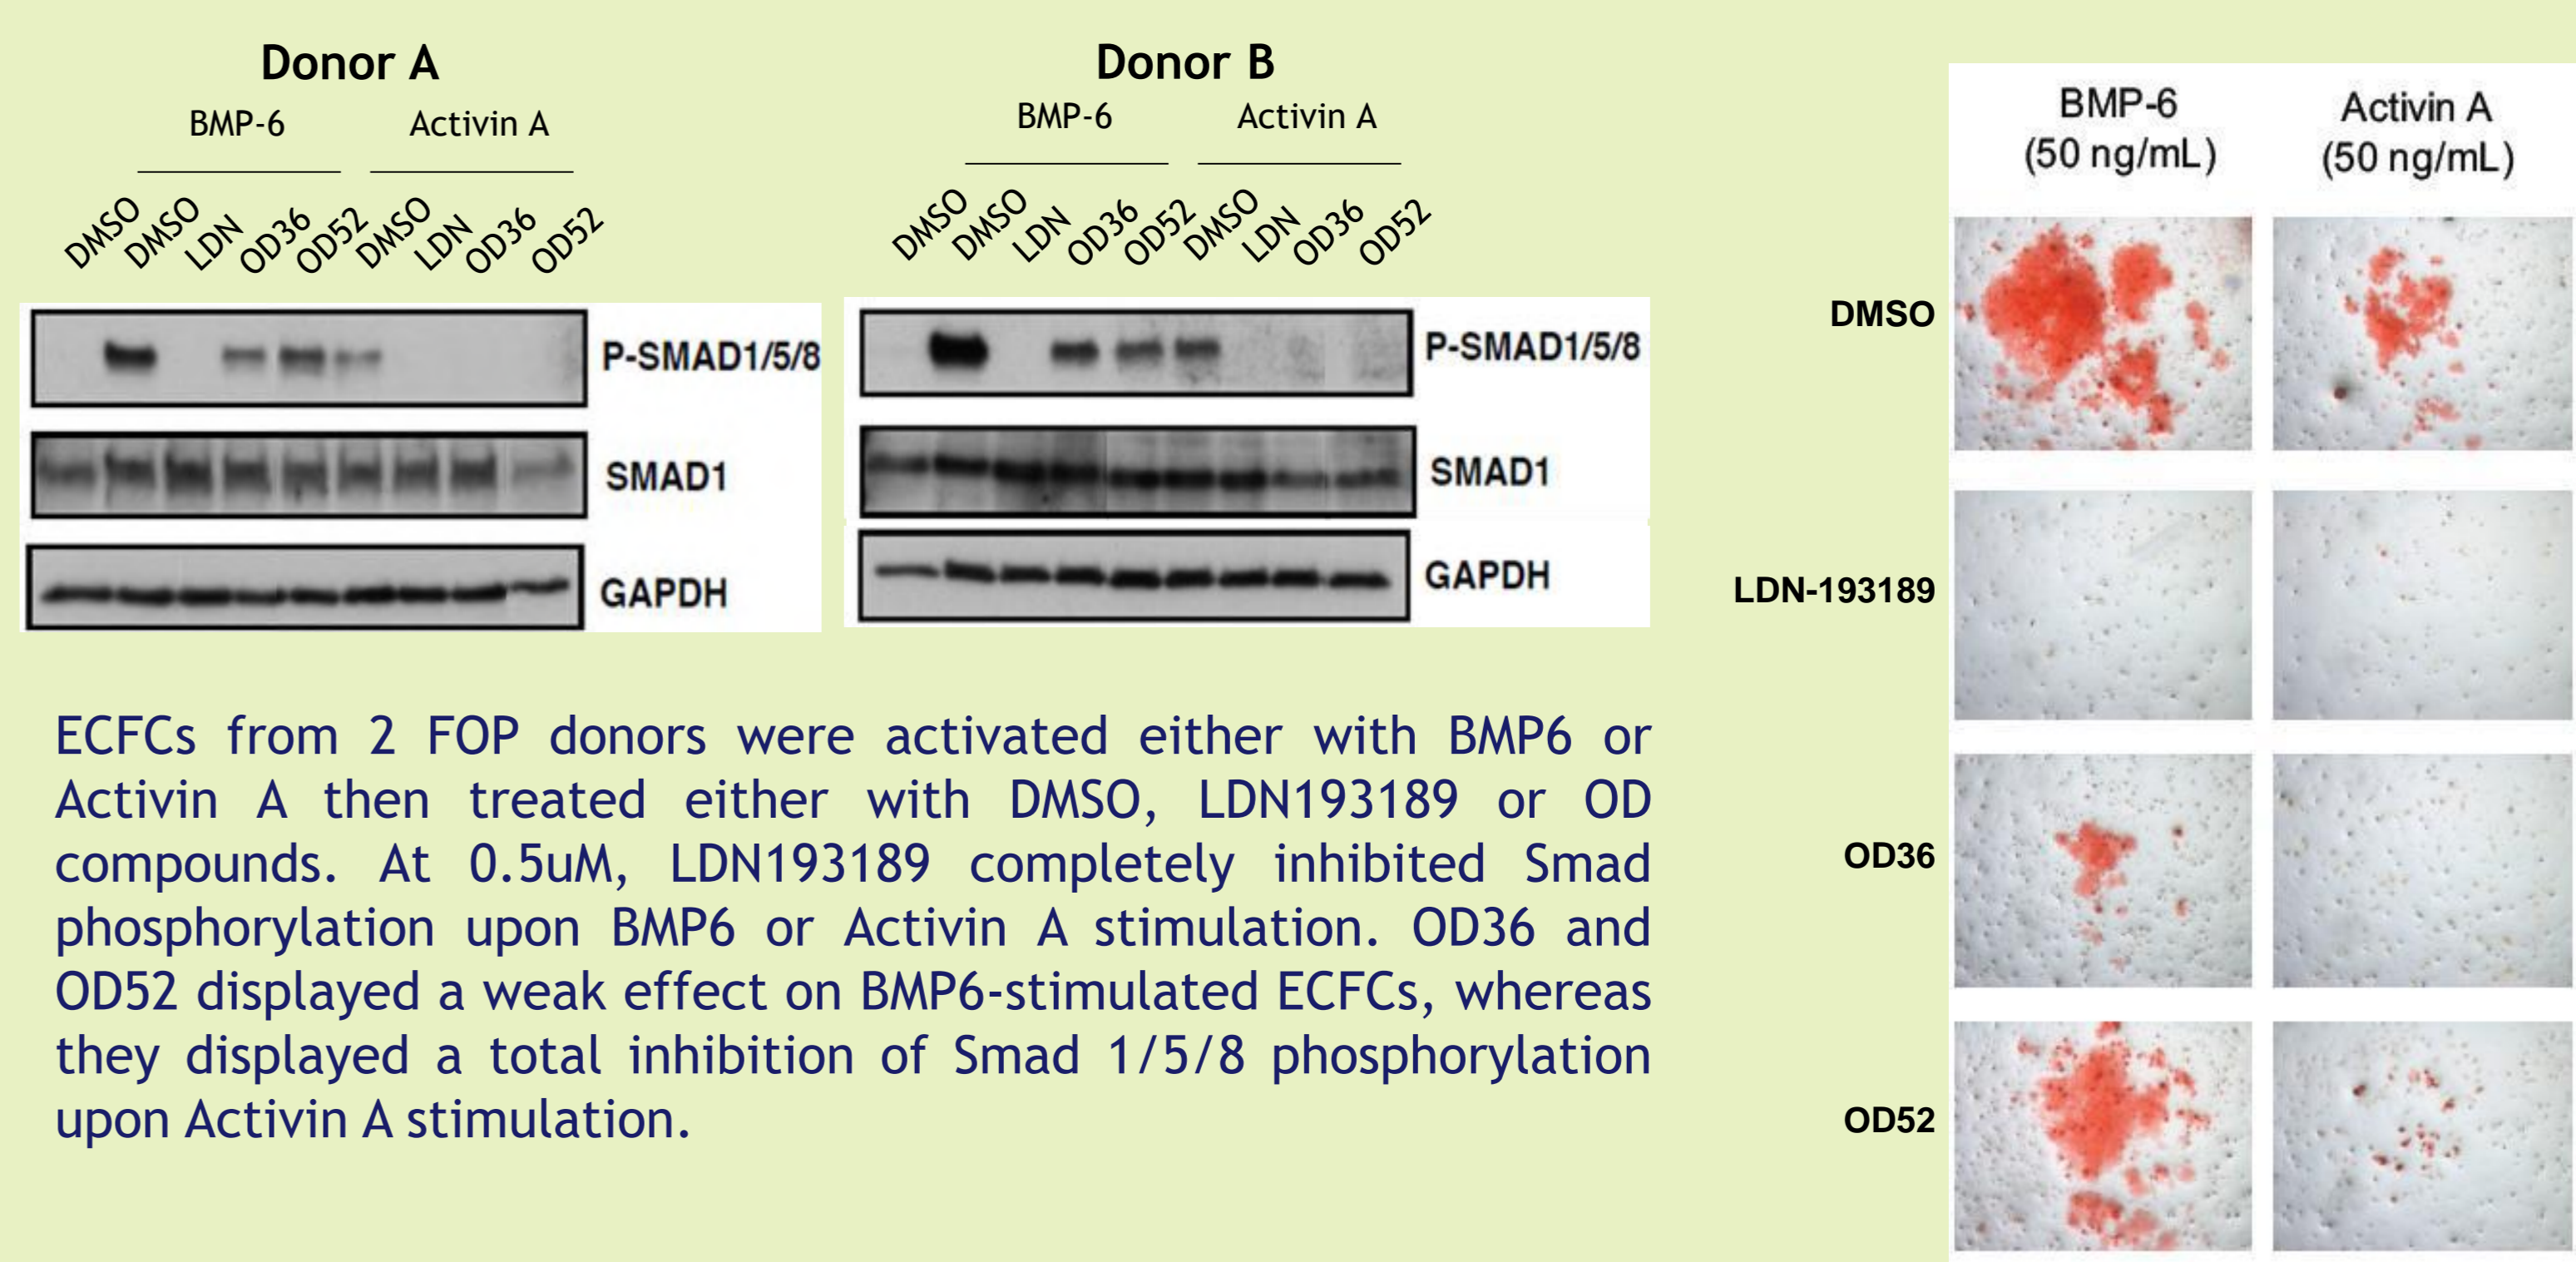 Donor A
BMP-6 Activin A
DMSO DMSO LDN OD36 OD52 DMSO LDN OD36 OD52
P-SMAD1/5/8
SMAD1
GAPDH
Donor B
BMP-6 Activin A
DMSO DMSO LDN OD36 OD52 DMSO LDN OD36 OD52
P-SMAD1/5/8
SMAD1
GAPDH
ECFCs from 2 FOP donors were activated either with BMP6 or
Activin A then treated either with DMSO, LDN193189 or OD
compounds. At 0.5uM, LDN193189 completely inhibited Smad
phosphorylation upon BMP6 or Activin A stimulation. OD36 and
OD52 displayed a weak effect on BMP6-stimulated ECFCs, whereas
they displayed a total inhibition of Smad 1/5/8 phosphorylation
upon Activin A stimulation.
BMP-6 Activin A
(50 ng/mL) (50 ng/mL)
DMSO
LDN-193189
OD36
OD52